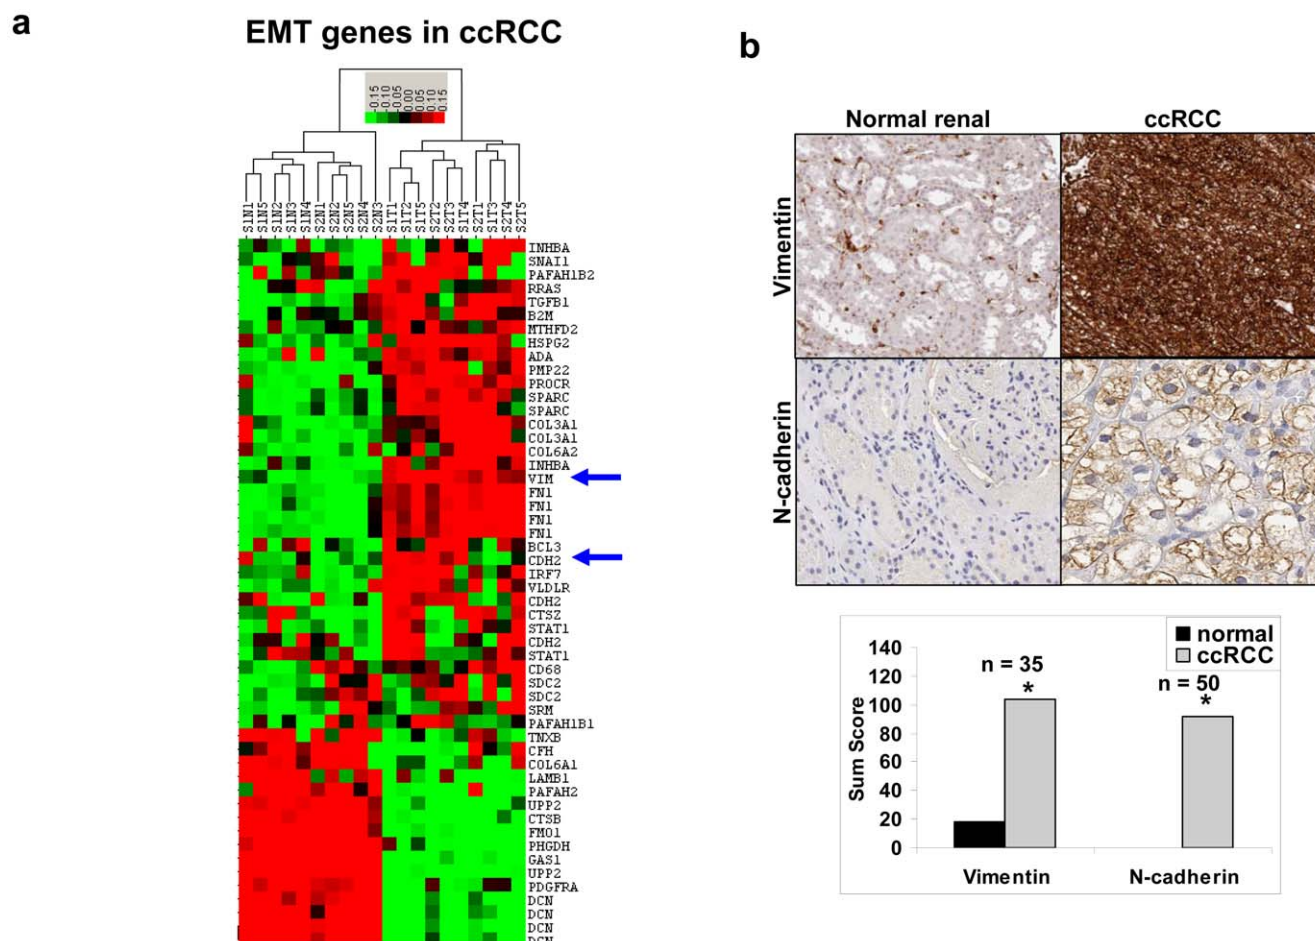 a
EMT genes in ccRCC
-0.15
-0.10
-0.05
0.00
0.05
0.10
0.15
S1N1
S1N5
S1N2
S1N3
S1N4
S2N1
S2N2
S2N5
S2N4
S2N3
S1T1
S1T2
S1T5
S2T2
S2T3
S1T4
S2T1
S1T3
S2T4
S2T5
INHBA
SNAI1
PAFAH1B2
RRAS
TGFB1
B2M
MTHFD2
HSPG2
ADA
PMP22
PROCR
SPARC
SPARC
COL3A1
COL3A1
COL6A2
INHBA
VIM
FN1
FN1
FN1
FN1
BCL3
CDH2
IRF7
VLDLR
CDH2
CTSZ
STAT1
CDH2
STAT1
CD68
SDC2
SDC2
SRM
PAFAH1B1
TNXB
CFH
COL6A1
LAMB1
PAFAH2
UPP2
CTSB
FMO1
PHGDH
GAS1
UPP2
PDGFRA
DCN
DCN
DCN
DCN
b
Normal renal
ccRCC
Vimentin
N-cadherin
normal
ccRCC
Sum Score
140
120
100
80
60
40
20
0
n = 35
*
n = 50
*
Vimentin
N-cadherin